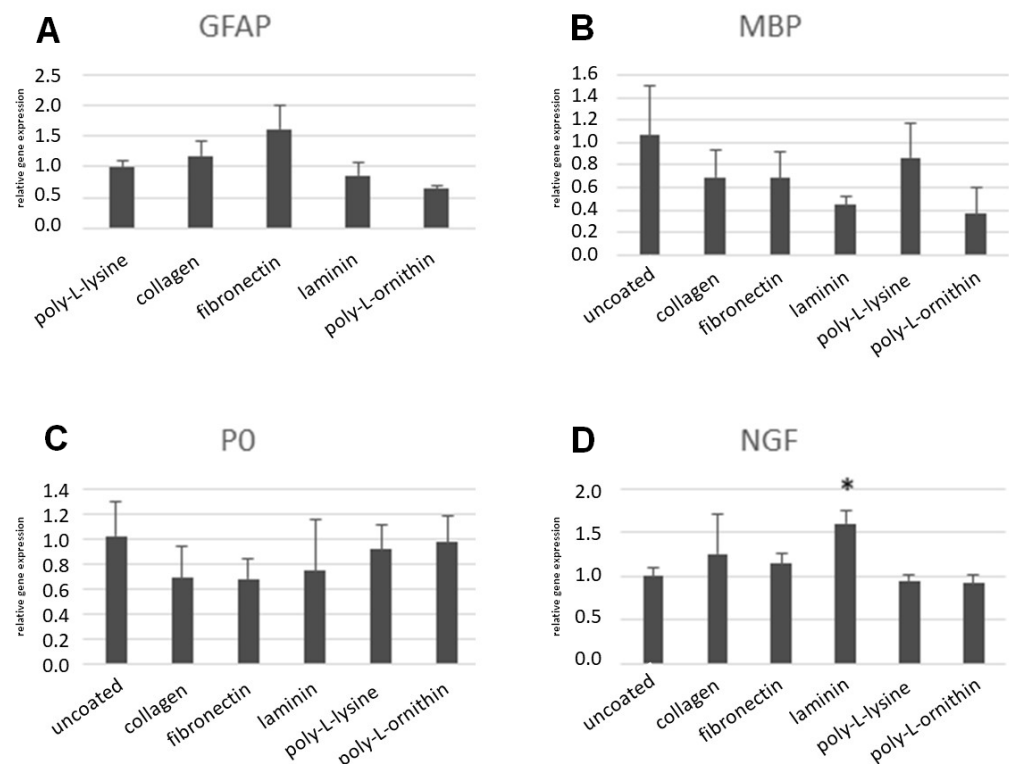 A
GFAP
relative gene expression
2.5
2.0
1.5
1.0
0.5
0.0
poly-L-lysine
collagen
fibronectin
laminin
poly-L-ornithin
B
MBP
relative gene expression
1.6
1.4
1.2
1.0
0.8
0.6
0.4
0.2
0.0
uncoated
collagen
fibronectin
laminin
poly-L-lysine
poly-L-ornithin
C
P0
relative gene expression
1.4
1.2
1.0
0.8
0.6
0.4
0.2
0.0
uncoated
collagen
fibronectin
laminin
poly-L-lysine
poly-L-ornithin
D
NGF
relative gene expression
2.0
1.5
1.0
0.5
0.0
*
uncoated
collagen
fibronectin
laminin
poly-L-lysine
poly-L-ornithin